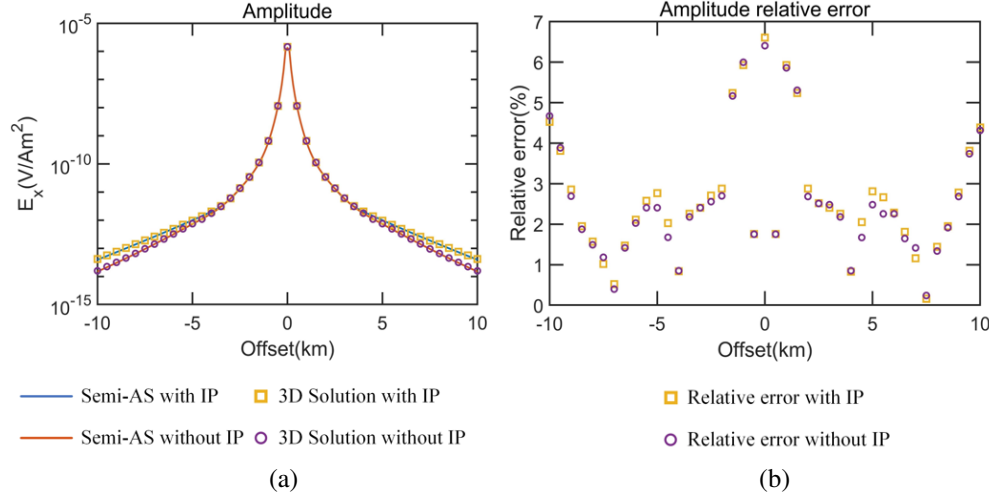 Amplitude
10^-5
10^-10
10^-15
E_x(V/Am^2)
-10 -5 0 5 10
Offset(km)
Semi-AS with IP 3D Solution with IP
Semi-AS without IP 3D Solution without IP
(a)
Amplitude relative error
7
6
5
4
3
2
1
0
Relative error(%)
-10 -5 0 5 10
Offset(km)
Relative error with IP
Relative error without IP
(b)